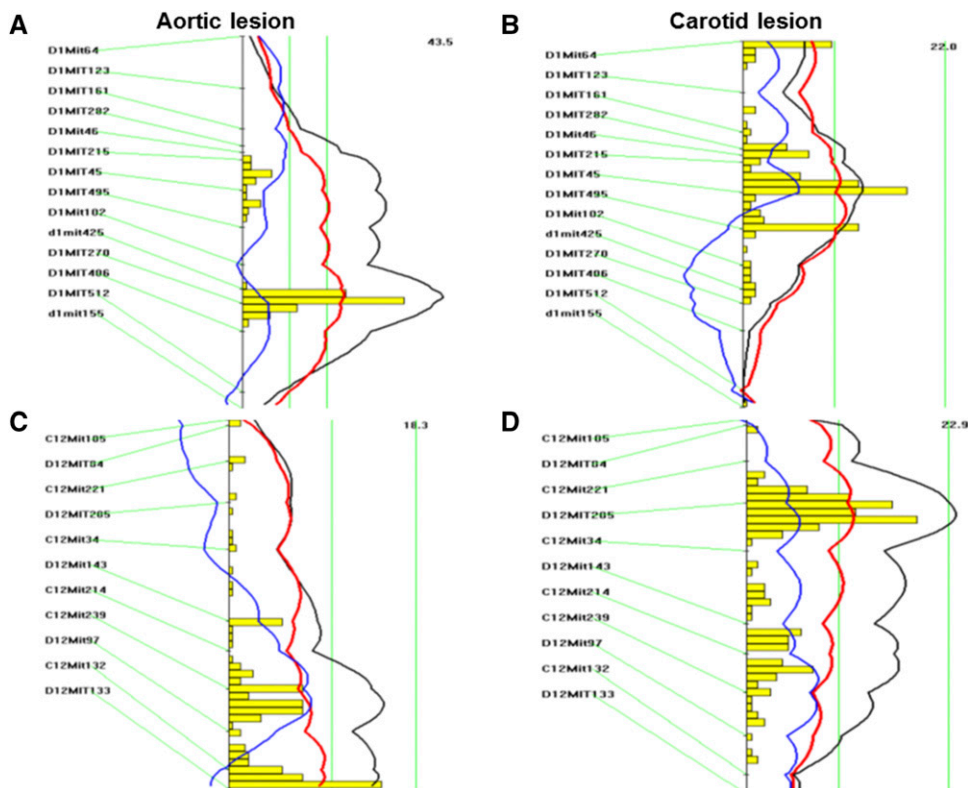 A
Aortic lesion
43.5
D1Mit64
D1MIT123
D1MIT161
D1MIT282
D1Mit46
D1MIT215
D1MIT45
D1MIT495
D1Mit102
d1mit425
D1MIT270
D1MIT406
D1MIT512
d1mit155
B
Carotid lesion
22.0
D1Mit64
D1MIT123
D1MIT161
D1MIT282
D1Mit46
D1MIT215
D1MIT45
D1MIT495
D1Mit102
d1mit425
D1MIT270
D1MIT406
D1MIT512
d1mit155
C
18.3
C12Mit105
D12MIT84
C12Mit221
D12MIT205
C12Mit34
D12Mit143
C12Mit214
C12Mit239
D12Mit97
C12Mit132
D12MIT133
D
22.9
C12Mit105
D12MIT84
C12Mit221
D12MIT205
C12Mit34
D12Mit143
C12Mit214
C12Mit239
D12Mit97
C12Mit132
D12MIT133